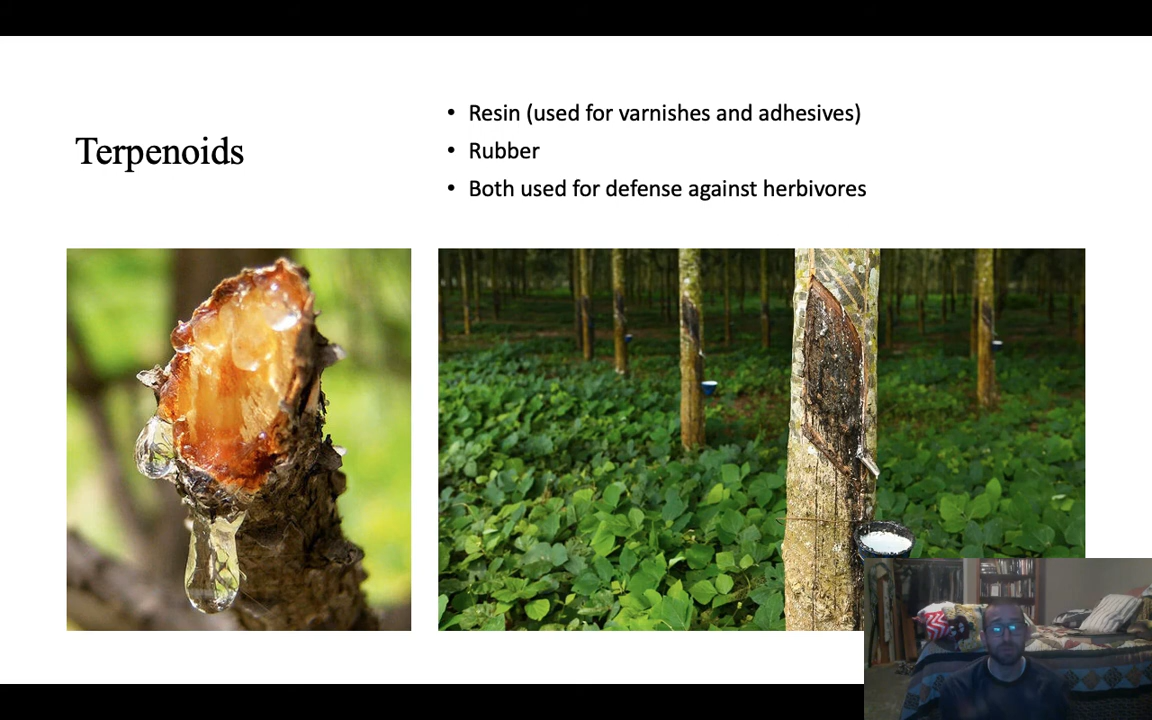 Terpenoids
• Resin (used for varnishes and adhesives)
• Rubber
• Both used for defense against herbivores